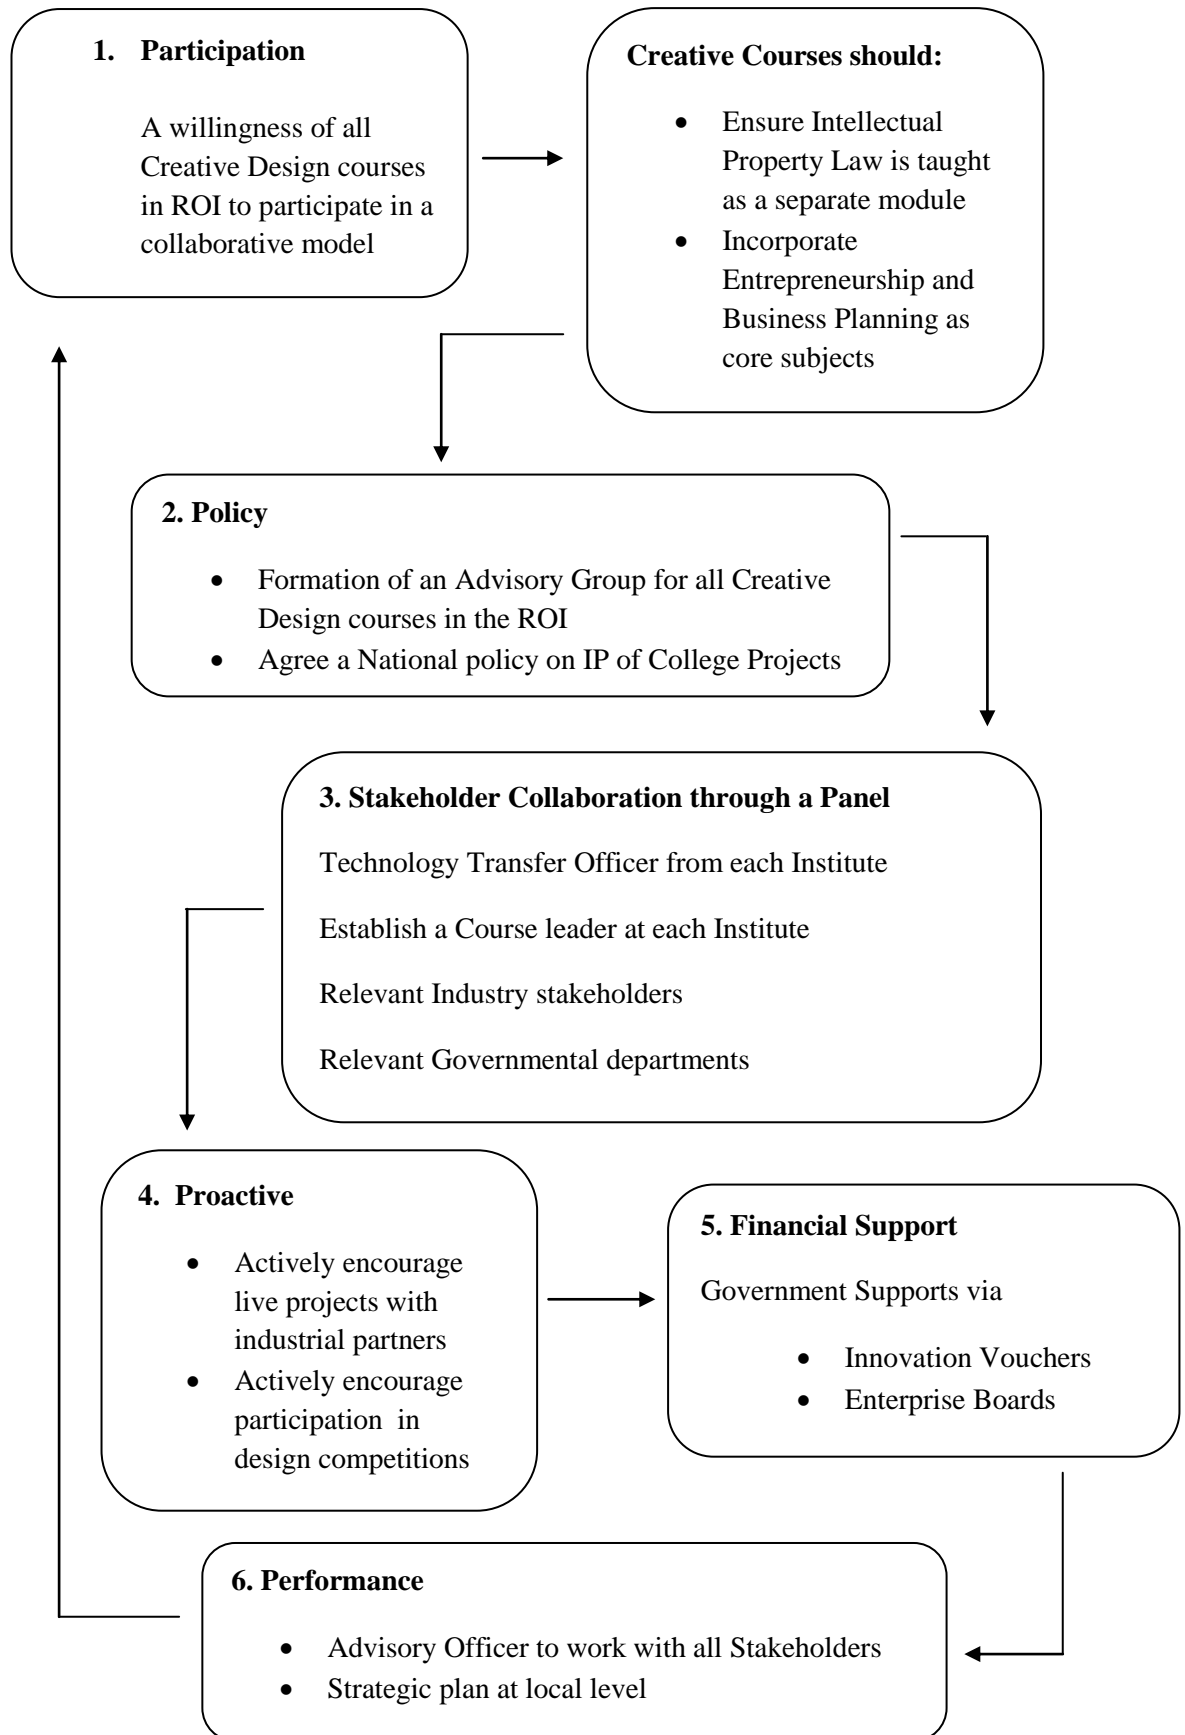 1. Participation
A willingness of all
Creative Design courses
in ROI to participate in a
collaborative model
Creative Courses should:
• Ensure Intellectual
Property Law is taught
as a separate module
• Incorporate
Entrepreneurship and
Business Planning as
core subjects
2. Policy
• Formation of an Advisory Group for all Creative
Design courses in the ROI
• Agree a National policy on IP of College Projects
3. Stakeholder Collaboration through a Panel
Technology Transfer Officer from each Institute
Establish a Course leader at each Institute
Relevant Industry stakeholders
Relevant Governmental departments
4. Proactive
• Actively encourage
live projects with
industrial partners
• Actively encourage
participation in
design competitions
5. Financial Support
Government Supports via
• Innovation Vouchers
• Enterprise Boards
6. Performance
• Advisory Officer to work with all Stakeholders
• Strategic plan at local level